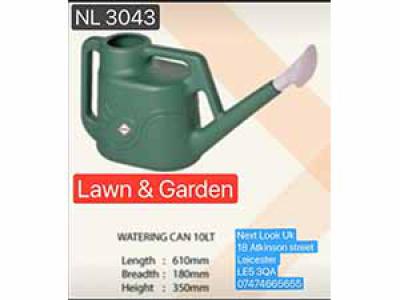 NL 3043
Lawn & Garden
WATERING CAN 10LT
Length : 610mm
Breadth : 180mm
Height : 350mm
Next Look Uk
18 Atkinson street
Leicester
LE5 3QA
07474665655